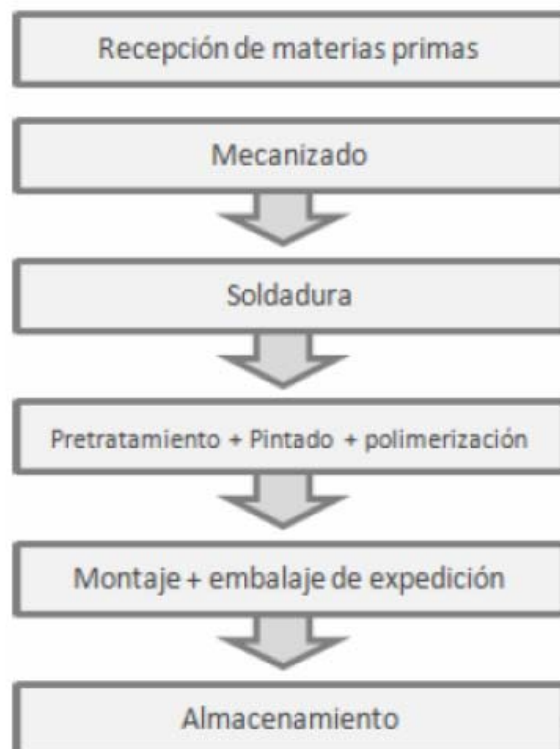 Recepción de materias primas
Mecanizado
Soldadura
Pretratamiento + Pintado + polimerización
Montaje + embalaje de expedición
Almacenamiento